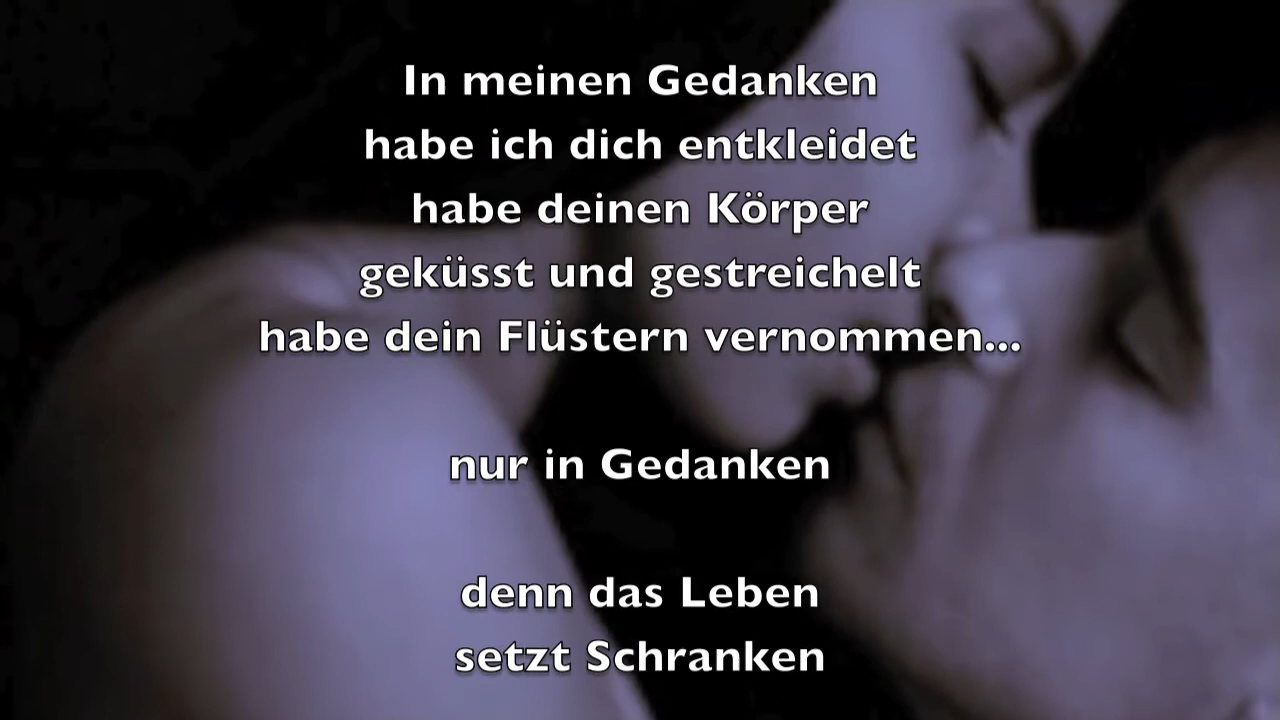 In meinen Gedanken
habe ich dich entkleidet
habe deinen Körper
geküsst und gestreichelt
habe dein Flüstern vernommen...
nur in Gedanken
denn das Leben
setzt Schranken